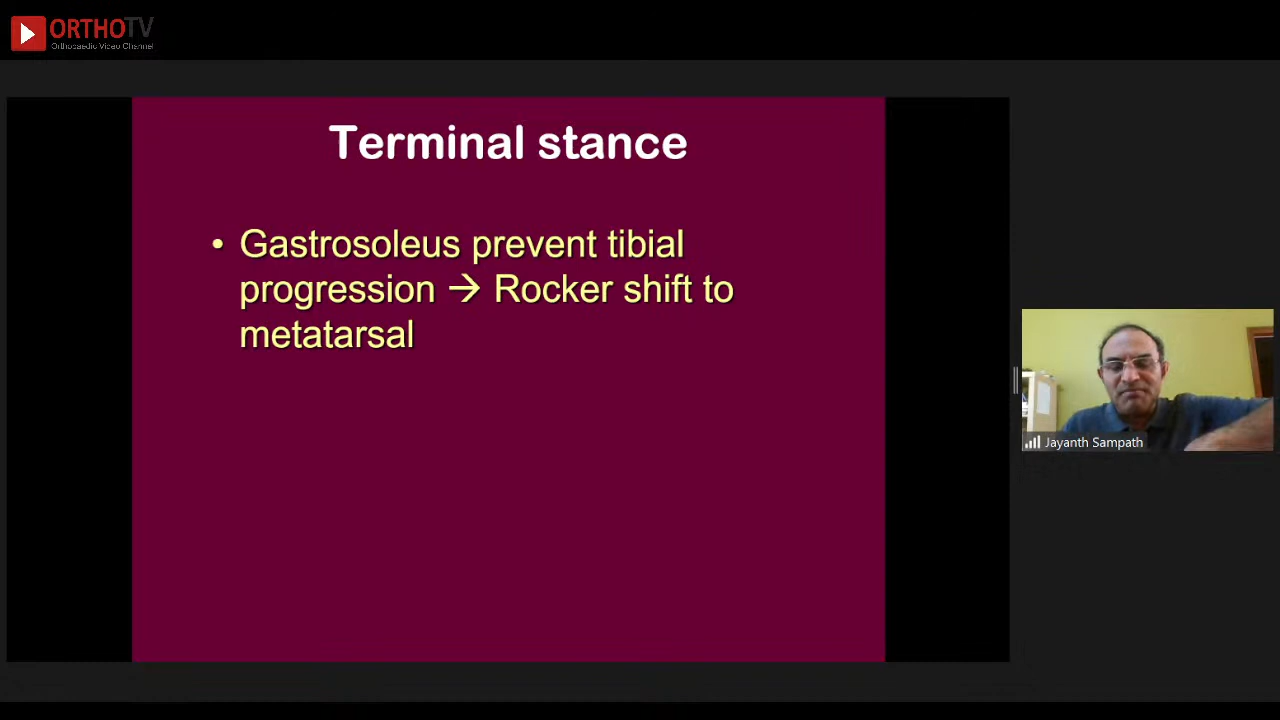 ORTHOTV
Orthopaedic Video Channel
Terminal stance
• Gastrosoleus prevent tibial
progression → Rocker shift to
metatarsal
Jayanth Sampath